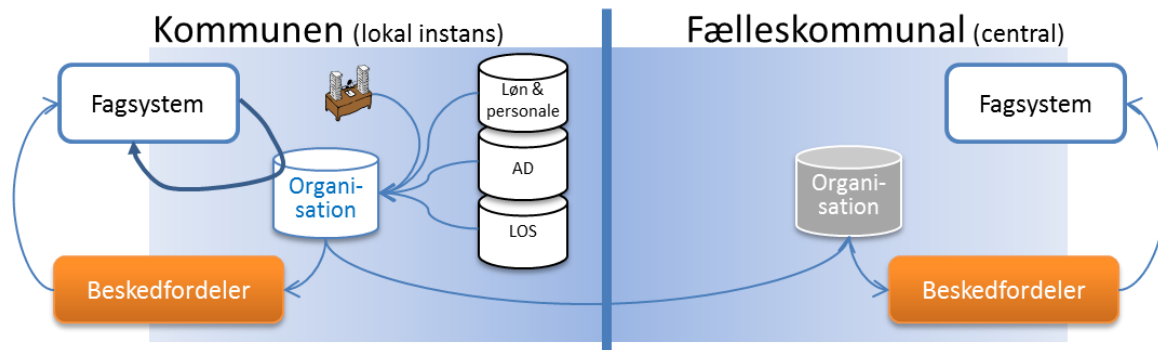 Kommunen (lokal instans)
Fælleskommunal (central)
Fagsystem
Løn &
personale
AD
LOS
Organi-
sation
Beskedfordeler
Fagsystem
Organi-
sation
Beskedfordeler